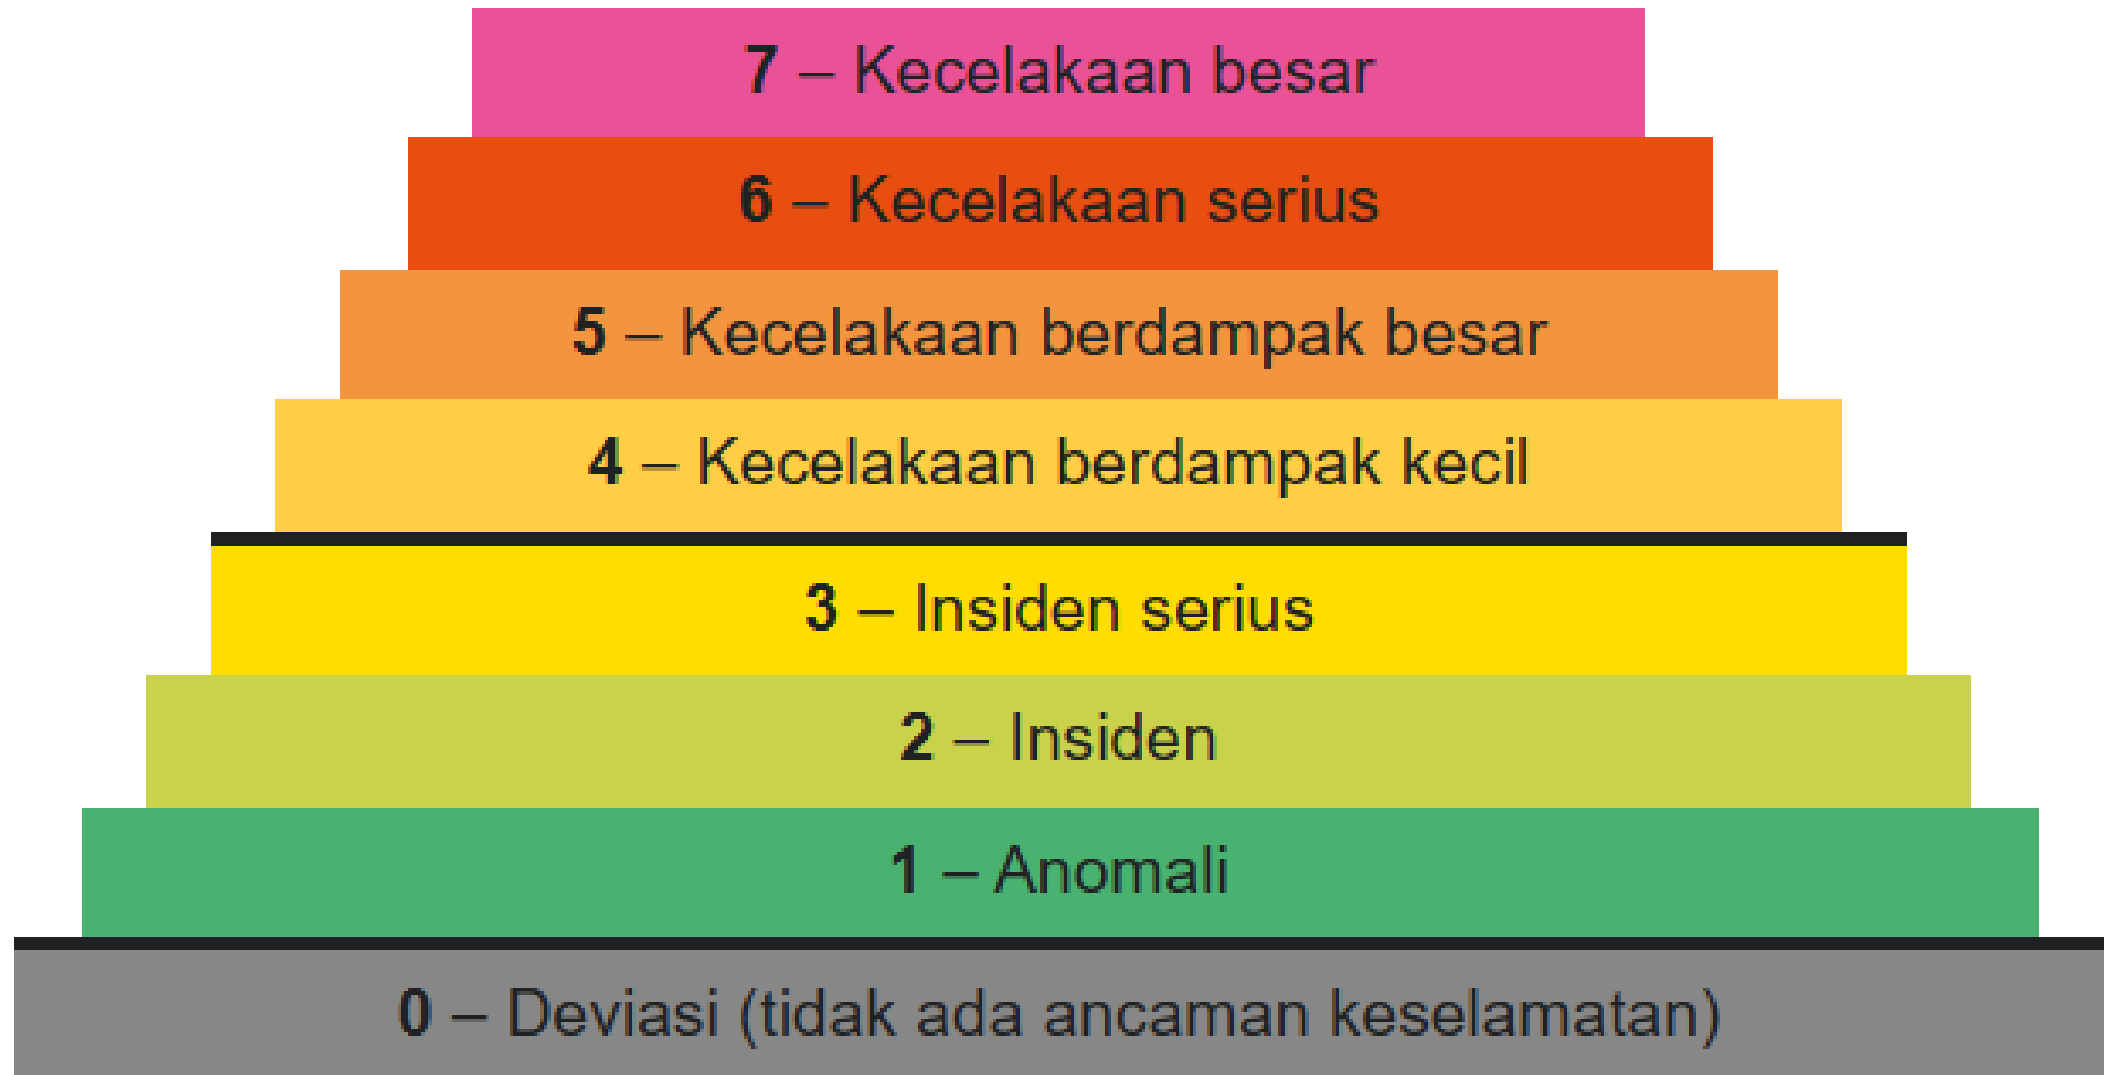 7 – Kecelakaan besar
6 – Kecelakaan serius
5 – Kecelakaan berdampak besar
4 – Kecelakaan berdampak kecil
3 – Insiden serius
2 – Insiden
1 – Anomali
0 – Deviasi (tidak ada ancaman keselamatan)